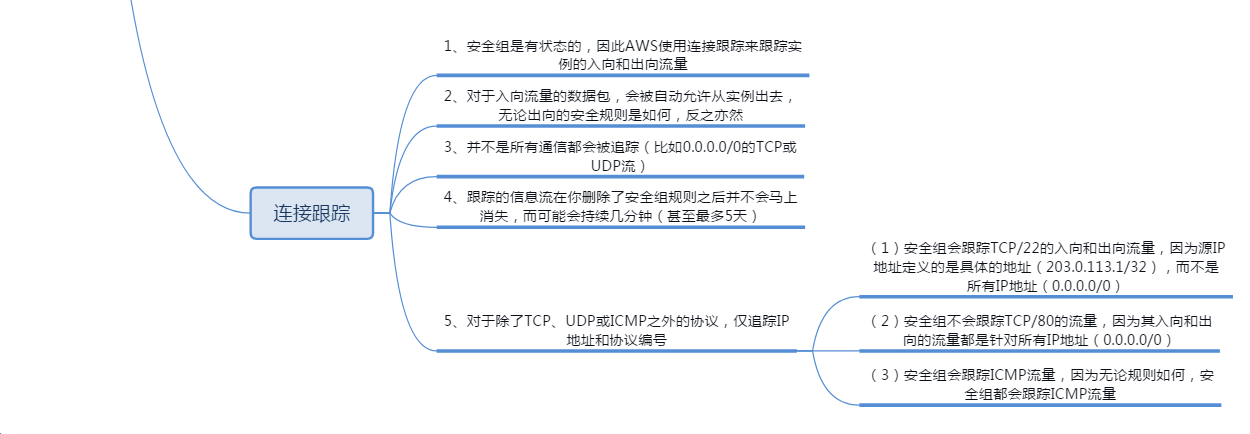 1、安全组是有状态的，因此AWS使用连接跟踪来跟踪实
例的入向和出向流量
2、对于入向流量的数据包，会被自动允许从实例出去，
无论出向的安全规则是如何，反之亦然
3、并不是所有通信都会被追踪（比如0.0.0.0/0的TCP或
UDP流）
连接跟踪
4、跟踪的信息流在你删除了安全组规则之后并不会马上
消失，而可能会持续几分钟（甚至最多5天）
5、对于除了TCP、UDP或ICMP之外的协议，仅追踪IP
地址和协议编号
（1）安全组会跟踪TCP/22的入向和出向流量，因为源IP
地址定义的是具体的地址（203.0.113.1/32），而不是
所有IP地址（0.0.0.0/0）
（2）安全组不会跟踪TCP/80的流量，因为其入向和出
向的流量都是针对所有IP地址（0.0.0.0/0）
（3）安全组会跟踪ICMP流量，因为无论规则如何，安
全组都会跟踪ICMP流量